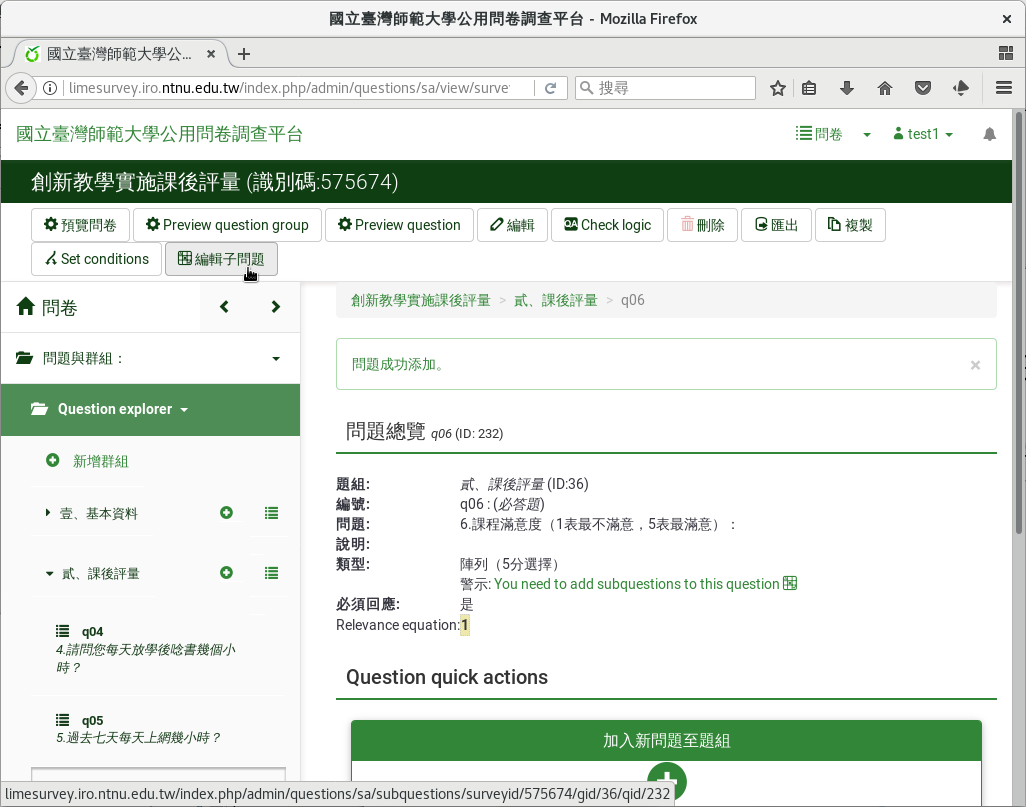 國立臺灣師範大學公用問卷調查平台 - Mozilla Firefox
國立臺灣師範大學公...
limesurvey.iro.ntnu.edu.tw/index.php/admin/questions/sa/view/surve
搜尋
國立臺灣師範大學公用問卷調查平台
問卷
test1
創新教學實施課後評量 (識別碼:575674)
預覽問卷 Preview question group Preview question 編輯 Check logic 刪除 匯出 複製
Set conditions 編輯子問題
問卷
問題與群組：
Question explorer
新增群組
壹、基本資料
貳、課後評量
q04
4.請問您每天放學後唸書幾個小
時？
q05
5.過去七天每天上網幾小時？
創新教學實施課後評量 > 貳、課後評量 > q06
問題成功添加。
×
問題總覽 q06 (ID: 232)
題組: 貳、課後評量 (ID:36)
編號: q06 : (必答題)
問題: 6.課程滿意度（1表最不滿意，5表最滿意）：
說明:
類型: 陣列（5分選擇）
警示: You need to add subquestions to this question
必須回應: 是
Relevance equation:1
Question quick actions
加入新問題至題組
limesurvey.iro.ntnu.edu.tw/index.php/admin/questions/sa/subquestions/surveyid/575674/gid/36/qid/232